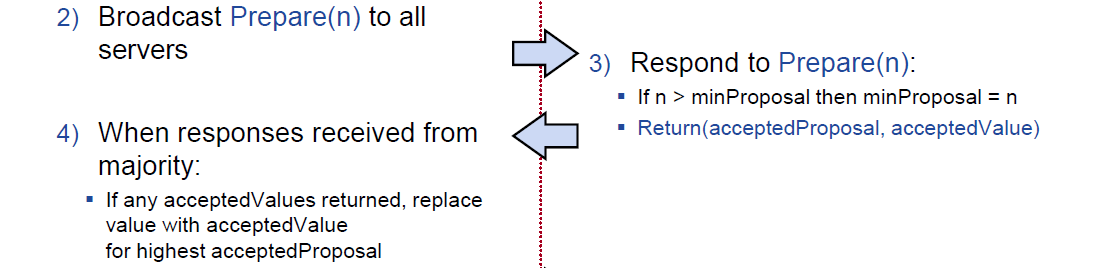 2) Broadcast Prepare(n) to all
servers
3) Respond to Prepare(n):
▪ If n > minProposal then minProposal = n
▪ Return(acceptedProposal, acceptedValue)
4) When responses received from
majority:
▪ If any acceptedValues returned, replace
value with acceptedValue
for highest acceptedProposal